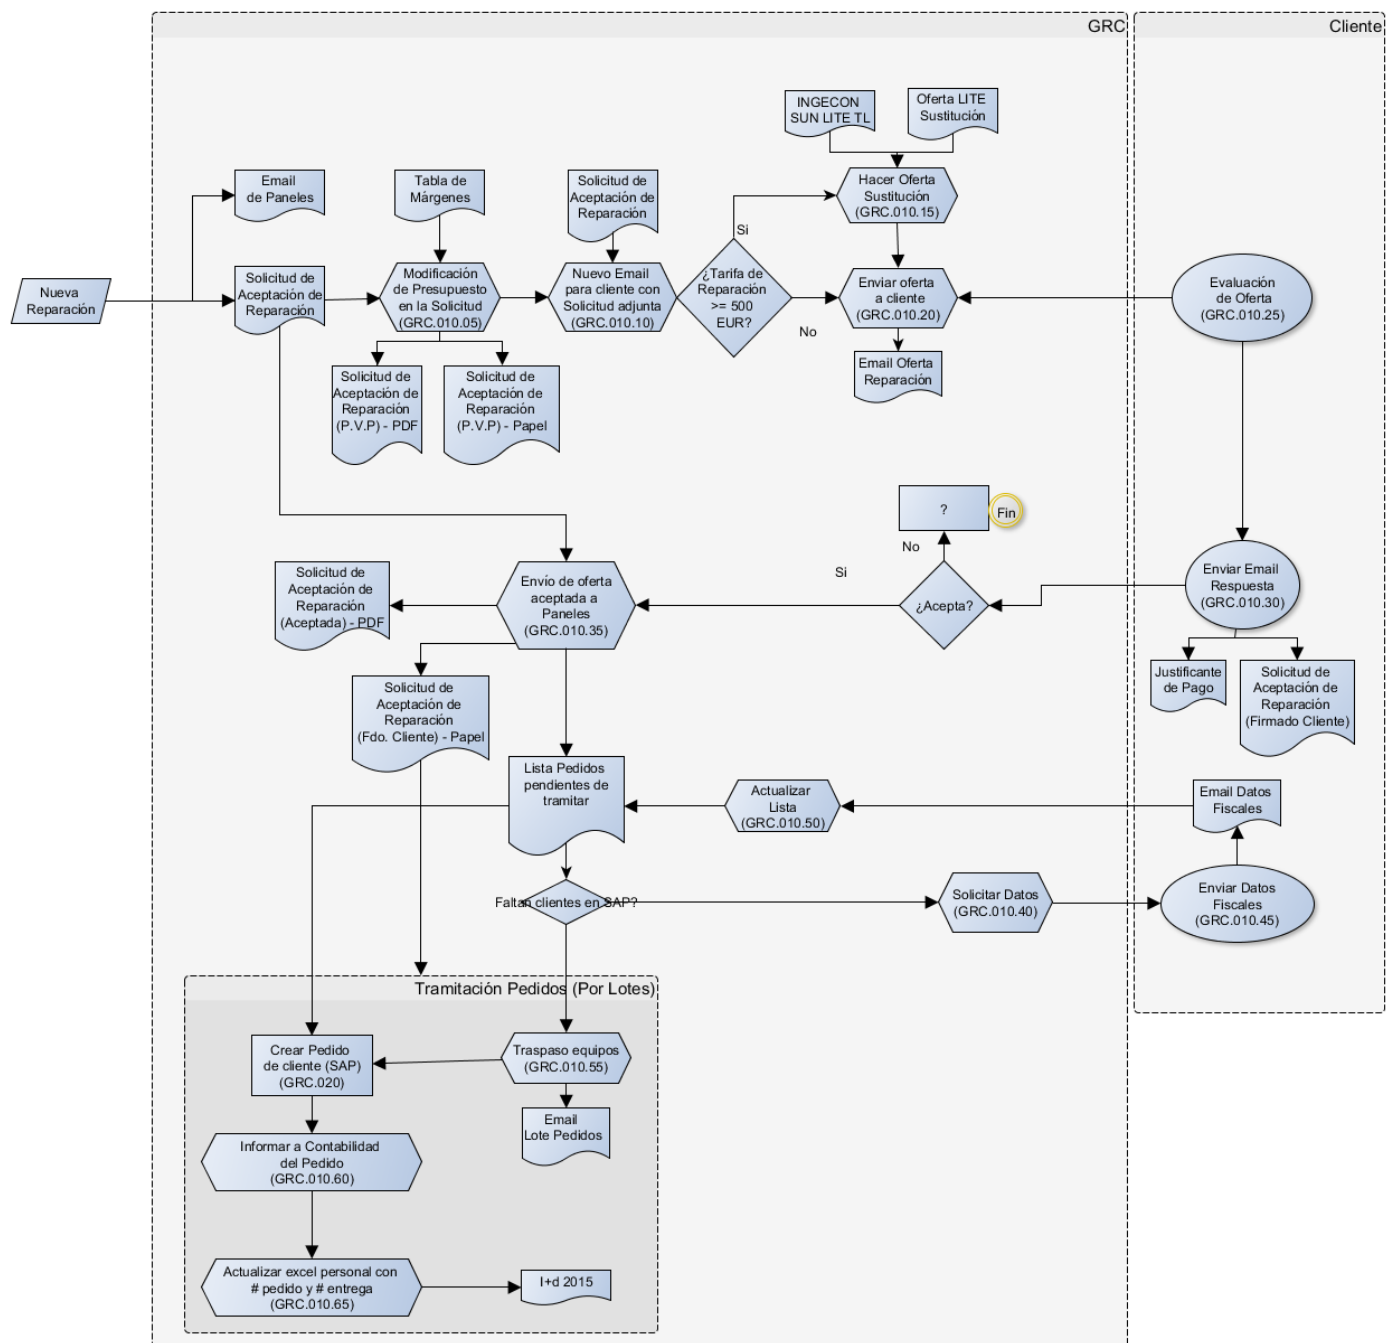 GRC
Cliente
INGECON
SUN LITE TL
Oferta LITE
Sustitución
Email
de Paneles
Tabla de
Márgenes
Solicitud de
Aceptación de
Reparación
Hacer Oferta
Sustitución
(GRC.010.15)
Si
Nueva
Reparación
Solicitud de
Aceptación de
Reparación
Modificación
de Presupuesto
en la Solicitud
(GRC.010.05)
Nuevo Email
para cliente con
Solicitud adjunta
(GRC.010.10)
¿Tarifa de
Reparación
>= 500
EUR?
No
Enviar oferta
a cliente
(GRC.010.20)
Evaluación
de Oferta
(GRC.010.25)
Email Oferta
Reparación
Solicitud de
Aceptación de
Reparación
(P.V.P) - PDF
Solicitud de
Aceptación de
Reparación
(P.V.P) - Papel
?
Fin
No
Si
¿Acepta?
Enviar Email
Respuesta
(GRC.010.30)
Solicitud de
Aceptación de
Reparación
(Aceptada) - PDF
Envío de oferta
aceptada a
Paneles
(GRC.010.35)
Justificante
de Pago
Solicitud de
Aceptación de
Reparación
(Firmado Cliente)
Solicitud de
Aceptación de
Reparación
(Fdo. Cliente) - Papel
Lista Pedidos
pendientes de
tramitar
Actualizar
Lista
(GRC.010.50)
Email Datos
Fiscales
Faltan clientes en SAP?
Solicitar Datos
(GRC.010.40)
Enviar Datos
Fiscales
(GRC.010.45)
Tramitación Pedidos (Por Lotes)
Crear Pedido
de cliente (SAP)
(GRC.020)
Traspaso equipos
(GRC.010.55)
Email
Lote Pedidos
Informar a Contabilidad
del Pedido
(GRC.010.60)
Actualizar excel personal con
# pedido y # entrega
(GRC.010.65)
I+d 2015